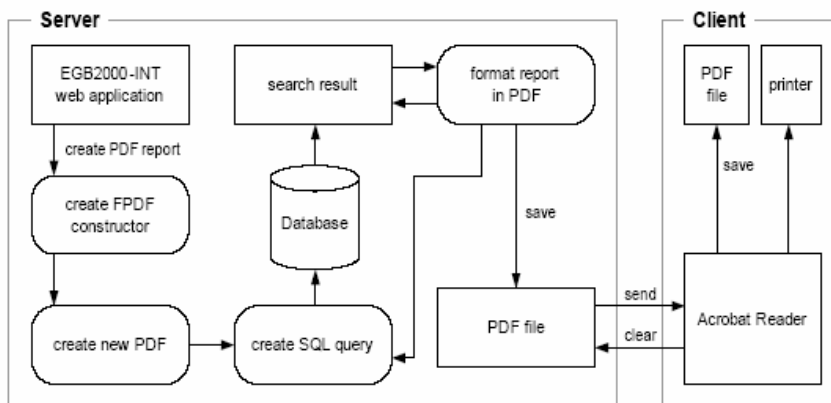 Server
Client
EGB2000-INT
web application
search result
format report
in PDF
PDF
file
printer
create PDF report
save
create FPDF
constructor
Database
save
create new PDF
create SQL query
PDF file
send
clear
Acrobat Reader